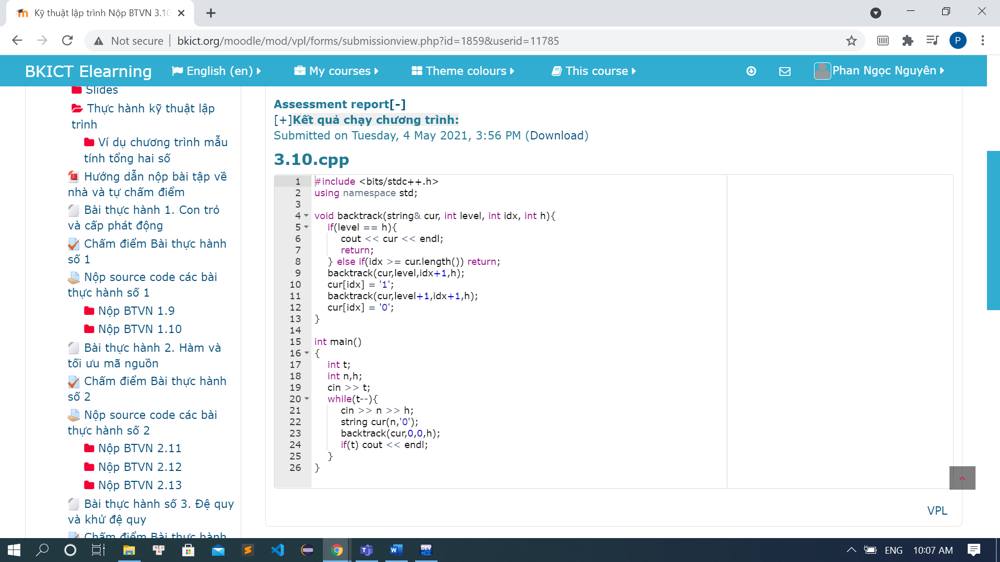 Kỹ thuật lập trình Nộp BTVN 3.10
Not secure | bkict.org/moodle/mod/vpl/forms/submissionview.php?id=1859&userid=11785
P
BKICT Elearning
English (en)
My courses
Theme colours
This course
Phan Ngọc Nguyên
Slides
Thực hành kỹ thuật lập
trình
Ví dụ chương trình mẫu
tính tổng hai số
Hướng dẫn nộp bài tập về
nhà và tự chấm điểm
Bài thực hành 1. Con trỏ
và cấp phát động
Chấm điểm Bài thực hành
số 1
Nộp source code các bài
thực hành số 1
Nộp BTVN 1.9
Nộp BTVN 1.10
Bài thực hành 2. Hàm và
tối ưu mã nguồn
Chấm điểm Bài thực hành
số 2
Nộp source code các bài
thực hành số 2
Nộp BTVN 2.11
Nộp BTVN 2.12
Nộp BTVN 2.13
Bài thực hành số 3. Đệ quy
và khử đệ quy
Chấm điểm Bài thực hành
Assessment report[-]
[+]Kết quả chạy chương trình:
Submitted on Tuesday, 4 May 2021, 3:56 PM (Download)
3.10.cpp
1 #include <bits/stdc++.h>
2 using namespace std;
3
4 void backtrack(string& cur, int level, int idx, int h){
5 if(level == h){
6 cout << cur << endl;
7 return;
8 } else if(idx >= cur.length()) return;
9 backtrack(cur,level,idx+1,h);
10 cur[idx] = '1';
11 backtrack(cur,level+1,idx+1,h);
12 cur[idx] = '0';
13 }
14
15 int main()
16 {
17 int t;
18 int n,h;
19 cin >> t;
20 while(t--){
21 cin >> n >> h;
22 string cur(n,'0');
23 backtrack(cur,0,0,h);
24 if(t) cout << endl;
25 }
26 }
VPL
ENG
10:07 AM